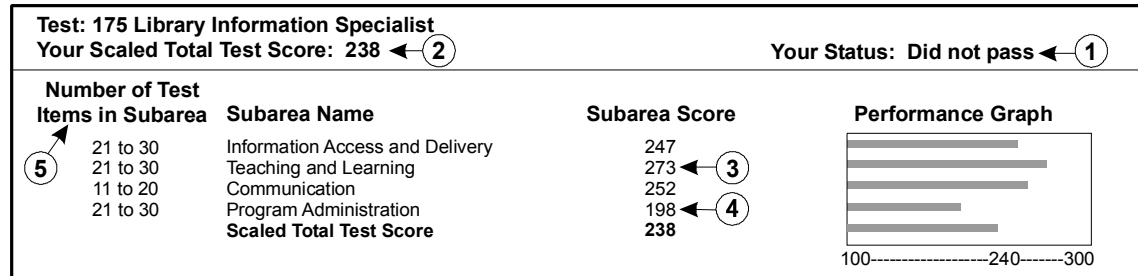 Test: 175 Library Information Specialist
Your Scaled Total Test Score: 238 2
Your Status: Did not pass 1
Number of Test
Items in Subarea Subarea Name Subarea Score Performance Graph
5
21 to 30 Information Access and Delivery 247
21 to 30 Teaching and Learning 273 3
11 to 20 Communication 252
21 to 30 Program Administration 198 4
Scaled Total Test Score 238
100-------------------240-------300